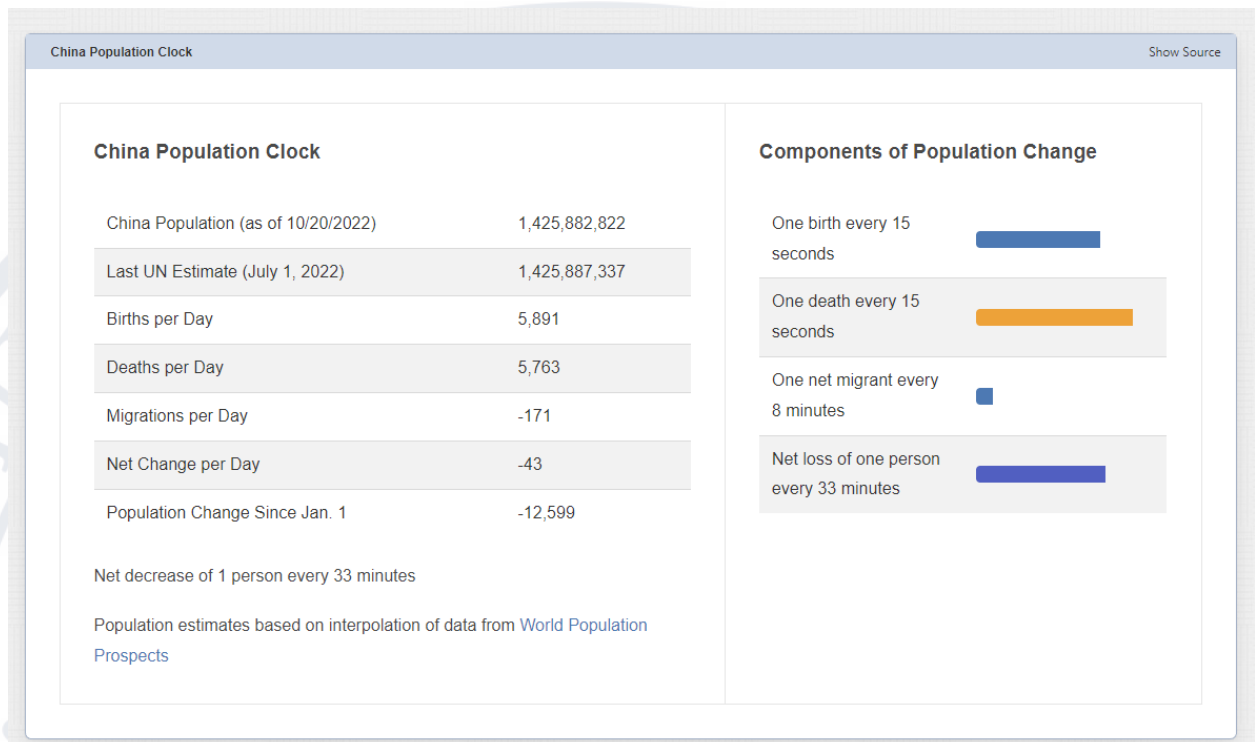 China Population Clock
Show Source
China Population Clock
China Population (as of 10/20/2022) 1,425,882,822
Last UN Estimate (July 1, 2022) 1,425,887,337
Births per Day 5,891
Deaths per Day 5,763
Migrations per Day -171
Net Change per Day -43
Population Change Since Jan. 1 -12,599
Net decrease of 1 person every 33 minutes
Population estimates based on interpolation of data from World Population
Prospects
Components of Population Change
One birth every 15
seconds
One death every 15
seconds
One net migrant every
8 minutes
Net loss of one person
every 33 minutes